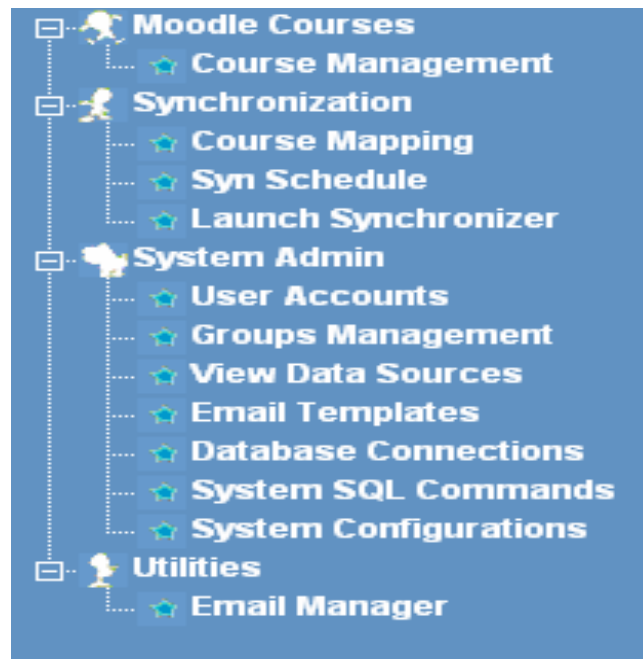 Moodle Courses
Course Management
Synchronization
Course Mapping
Syn Schedule
Launch Synchronizer
System Admin
User Accounts
Groups Management
View Data Sources
Email Templates
Database Connections
System SQL Commands
System Configurations
Utilities
Email Manager